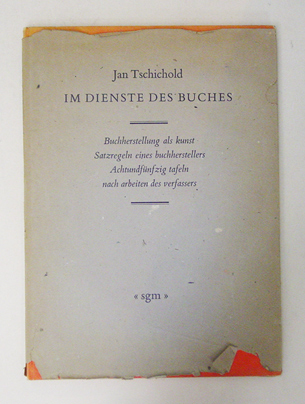 Jan Tschichold
IM DIENSTE DES BUCHES
Buchherstellung als kunst
Satzregeln eines buchherstellers
Achtundfünfzig tafeln
nach arbeiten des verfassers
« sgm »